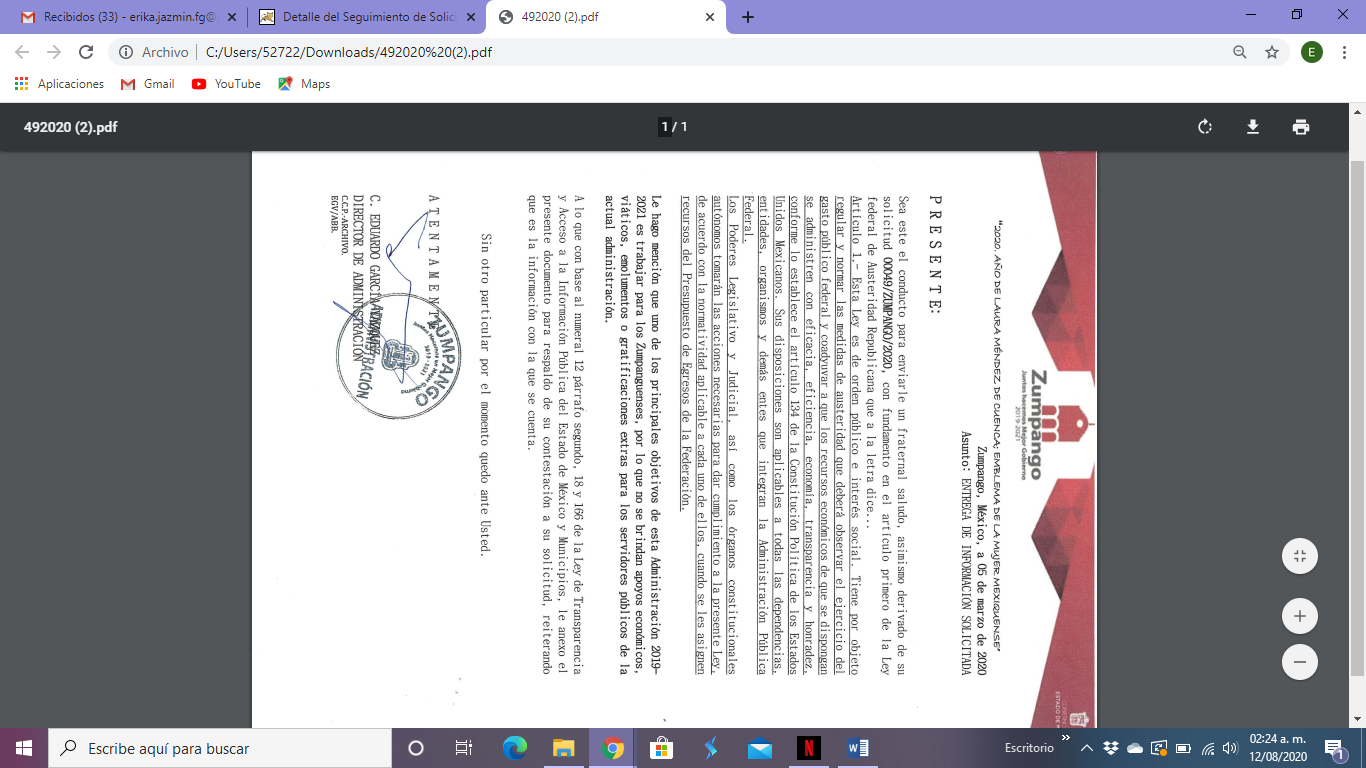 Recibidos (33) - erika.jazmin.fg@
Detalle del Seguimiento de Solici
492020 (2).pdf
Archivo
C:/Users/52722/Downloads/492020%20(2).pdf
E
Aplicaciones
Gmail
YouTube
Maps
492020 (2).pdf
1 / 1
Zumpango
Juntos hacemos Mejor Gobierno
2019-2021
"2020. AÑO DE LAURA MÉNDEZ DE CUENCA: EMBLEMA DE LA MUJER MEXIQUENSE"
Zumpango, México, a 05 de marzo de 2020
Asunto: ENTREGA DE INFORMACIÓN SOLICITADA
P R E S E N T E:
Sea este el conducto para enviarle un fraternal saludo, asimismo derivado de su
solicitud 00049/ZUMPANGO/2020, con fundamento en el artículo primero de la Ley
federal de Austeridad Republicana que a la letra dice...
Artículo 1.- Esta Ley es de orden público e interés social. Tiene por objeto
regular y normar las medidas de austeridad que deberá observar el ejercicio del
gasto público federal y coadyuvar a que los recursos económicos de que se dispongan
se administren con eficacia, eficiencia, economía, transparencia y honradez,
conforme lo establece el artículo 134 de la Constitución Política de los Estados
Unidos Mexicanos. Sus disposiciones son aplicables a todas las dependencias,
entidades, organismos y demás entes que integran la Administración Pública
Federal.
Los Poderes Legislativo y Judicial, así como los órganos constitucionales
autónomos tomarán las acciones necesarias para dar cumplimiento a la presente Ley,
de acuerdo con la normatividad aplicable a cada uno de ellos, cuando se les asignen
recursos del Presupuesto de Egresos de la Federación.
Le hago mención que uno de los principales objetivos de esta Administración 2019-
2021 es trabajar para los Zumpanguenses, por lo que no se brindan apoyos económicos,
viáticos, emolumentos o gratificaciones extras para los servidores públicos de la
actual administración.
A lo que con base al numeral 12 párrafo segundo, 18 y 166 de la Ley de Transparencia
y Acceso a la Información Pública del Estado de México y Municipios, le anexo el
presente documento para respaldo de su contestación a su solicitud, reiterando
que es la información con la que se cuenta.
Sin otro particular por el momento quedo ante Usted.
A T E N T A M E N T E
ZUMPANGO
2019 - 2021
C. EDUARDO GARCIA
DIRECTOR DE ADMINISTRACIÓN
C.C.P.-ARCHIVO.
EGV/ABB.
Escribe aquí para buscar
Escritorio
»
02:24 a. m.
12/08/2020
1